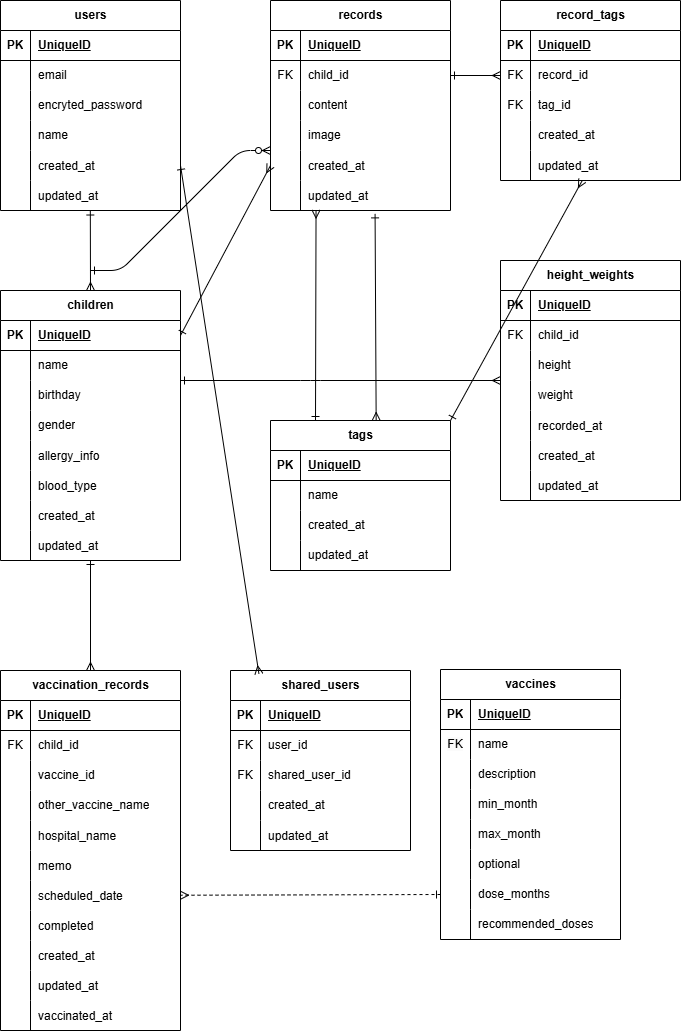 users
PK UniqueID
email
encryted_password
name
created_at
updated_at
records
PK UniqueID
FK child_id
content
image
created_at
updated_at
record_tags
PK UniqueID
FK record_id
FK tag_id
created_at
updated_at
children
PK UniqueID
name
birthday
gender
allergy_info
blood_type
created_at
updated_at
height_weights
PK UniqueID
FK child_id
height
weight
recorded_at
created_at
updated_at
tags
PK UniqueID
name
created_at
updated_at
vaccination_records
PK UniqueID
FK child_id
vaccine_id
other_vaccine_name
hospital_name
memo
scheduled_date
completed
created_at
updated_at
vaccinated_at
shared_users
PK UniqueID
FK user_id
FK shared_user_id
created_at
updated_at
vaccines
PK UniqueID
FK name
description
min_month
max_month
optional
dose_months
recommended_doses